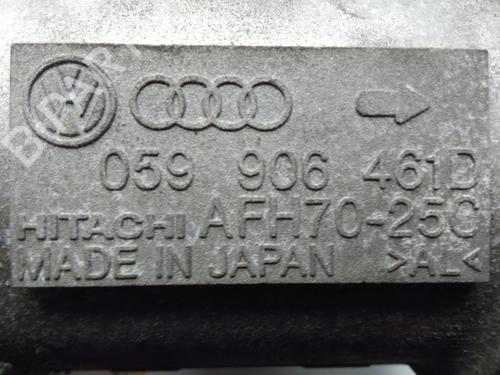 059 906 461D
HITACHI AFH70-25C
MADE IN JAPAN >AL<